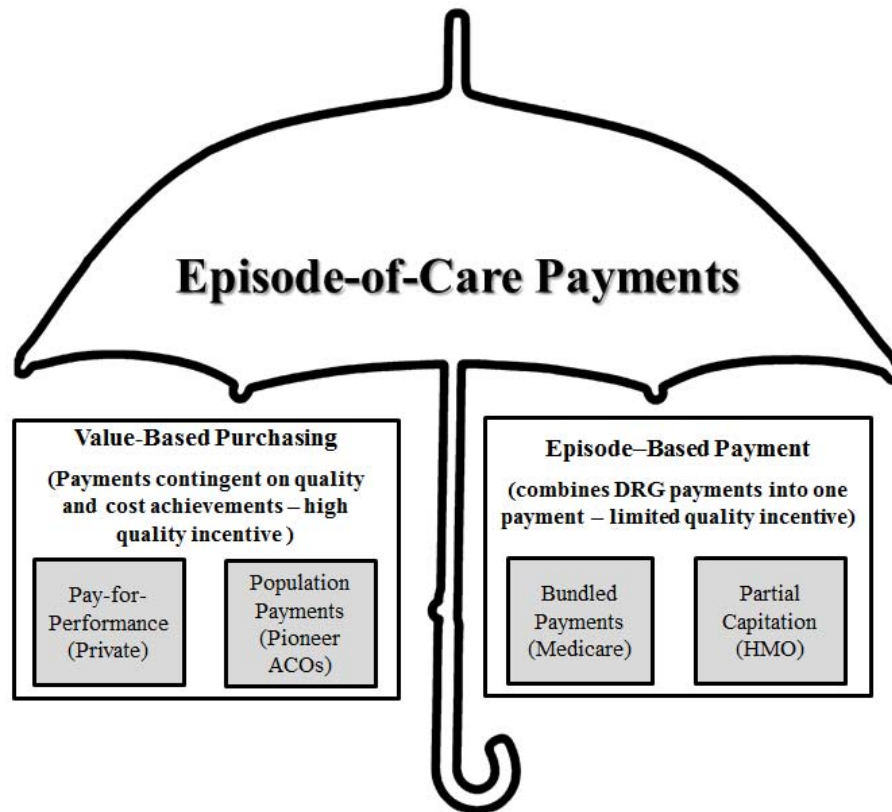 Episode-of-Care Payments
Value-Based Purchasing
(Payments contingent on quality
and cost achievements – high
quality incentive )
Pay-for-
Performance
(Private)
Population
Payments
(Pioneer
ACOs)
Episode–Based Payment
(combines DRG payments into one
payment – limited quality incentive)
Bundled
Payments
(Medicare)
Partial
Capitation
(HMO)